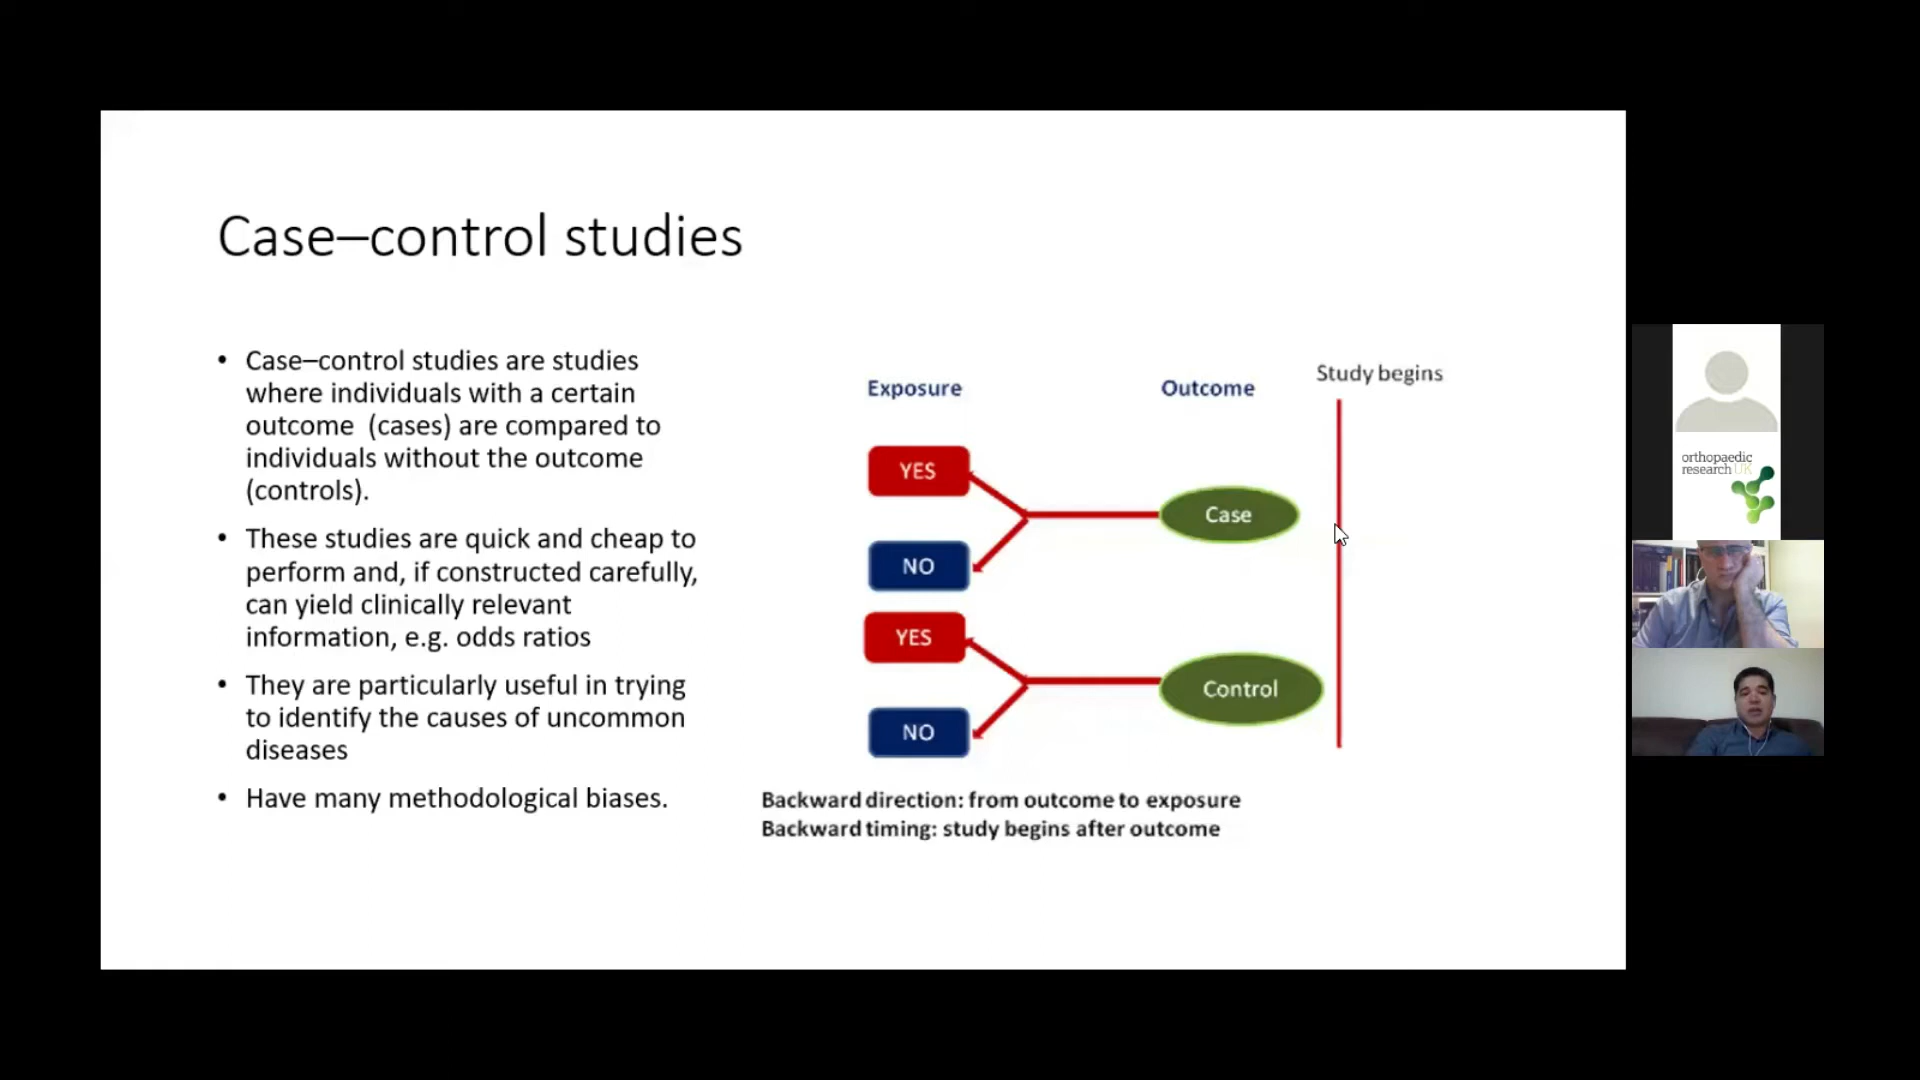 Case–control studies
• Case–control studies are studies
where individuals with a certain
outcome (cases) are compared to
individuals without the outcome
(controls).
• These studies are quick and cheap to
perform and, if constructed carefully,
can yield clinically relevant
information, e.g. odds ratios
• They are particularly useful in trying
to identify the causes of uncommon
diseases
• Have many methodological biases.
Exposure
Outcome
Study begins
YES
Case
NO
YES
Control
NO
Backward direction: from outcome to exposure
Backward timing: study begins after outcome
orthopaedic
research UK